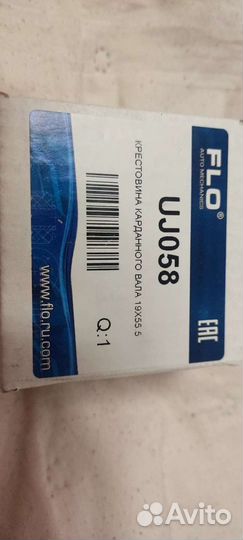 FLO®
AUTO MECHANICS
EAC
UJ058
КРЕСТОВИНА КАРДАННОГО ВАЛА 19X55 5
Q:1
www.flo.ru.com
Avito